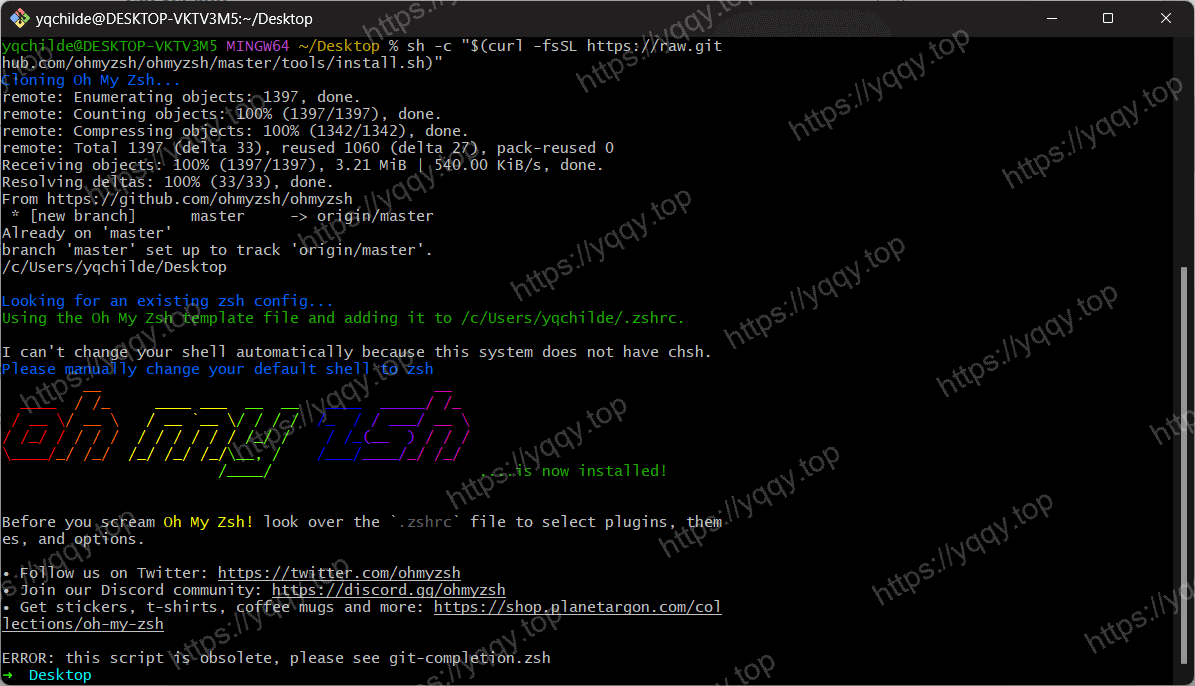 yqchilde@DESKTOP-VKTV3M5:~/Desktop
yqchilde@DESKTOP-VKTV3M5 MINGW64 ~/Desktop % sh -c "$(curl -fsSL https://raw.git
hub.com/ohmyzsh/ohmyzsh/master/tools/install.sh)"
Cloning Oh My Zsh...
remote: Enumerating objects: 1397, done.
remote: Counting objects: 100% (1397/1397), done.
remote: Compressing objects: 100% (1342/1342), done.
remote: Total 1397 (delta 33), reused 1060 (delta 27), pack-reused 0
Receiving objects: 100% (1397/1397), 3.21 MiB | 540.00 KiB/s, done.
Resolving deltas: 100% (33/33), done.
From https://github.com/ohmyzsh/ohmyzsh
 * [new branch]      master     -> origin/master
Already on 'master'
branch 'master' set up to track 'origin/master'.
/c/Users/yqchilde/Desktop
Looking for an existing zsh config...
Using the Oh My Zsh template file and adding it to /c/Users/yqchilde/.zshrc.
I can't change your shell automatically because this system does not have chsh.
Please manually change your default shell to zsh
oh my zsh
....is now installed!
Before you scream Oh My Zsh! look over the `.zshrc` file to select plugins, them
es, and options.
• Follow us on Twitter: https://twitter.com/ohmyzsh
• Join our Discord community: https://discord.gg/ohmyzsh
• Get stickers, t-shirts, coffee mugs and more: https://shop.planetargon.com/col
lections/oh-my-zsh
ERROR: this script is obsolete, please see git-completion.zsh
➜  Desktop
https://yqqy.top